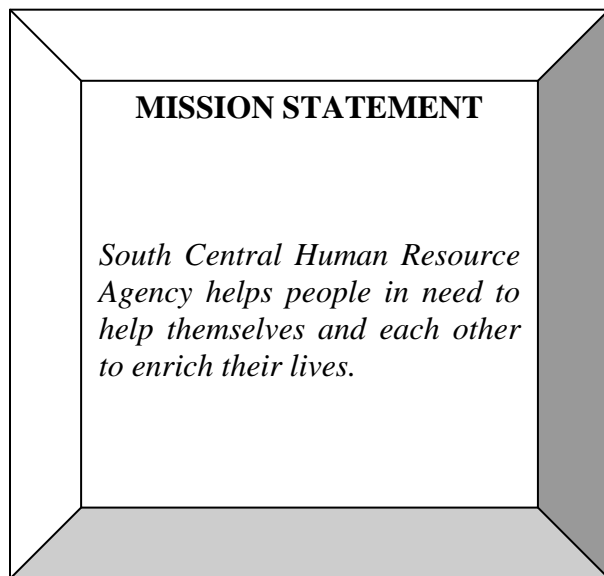 MISSION STATEMENT
South Central Human Resource
Agency helps people in need to
help themselves and each other
to enrich their lives.